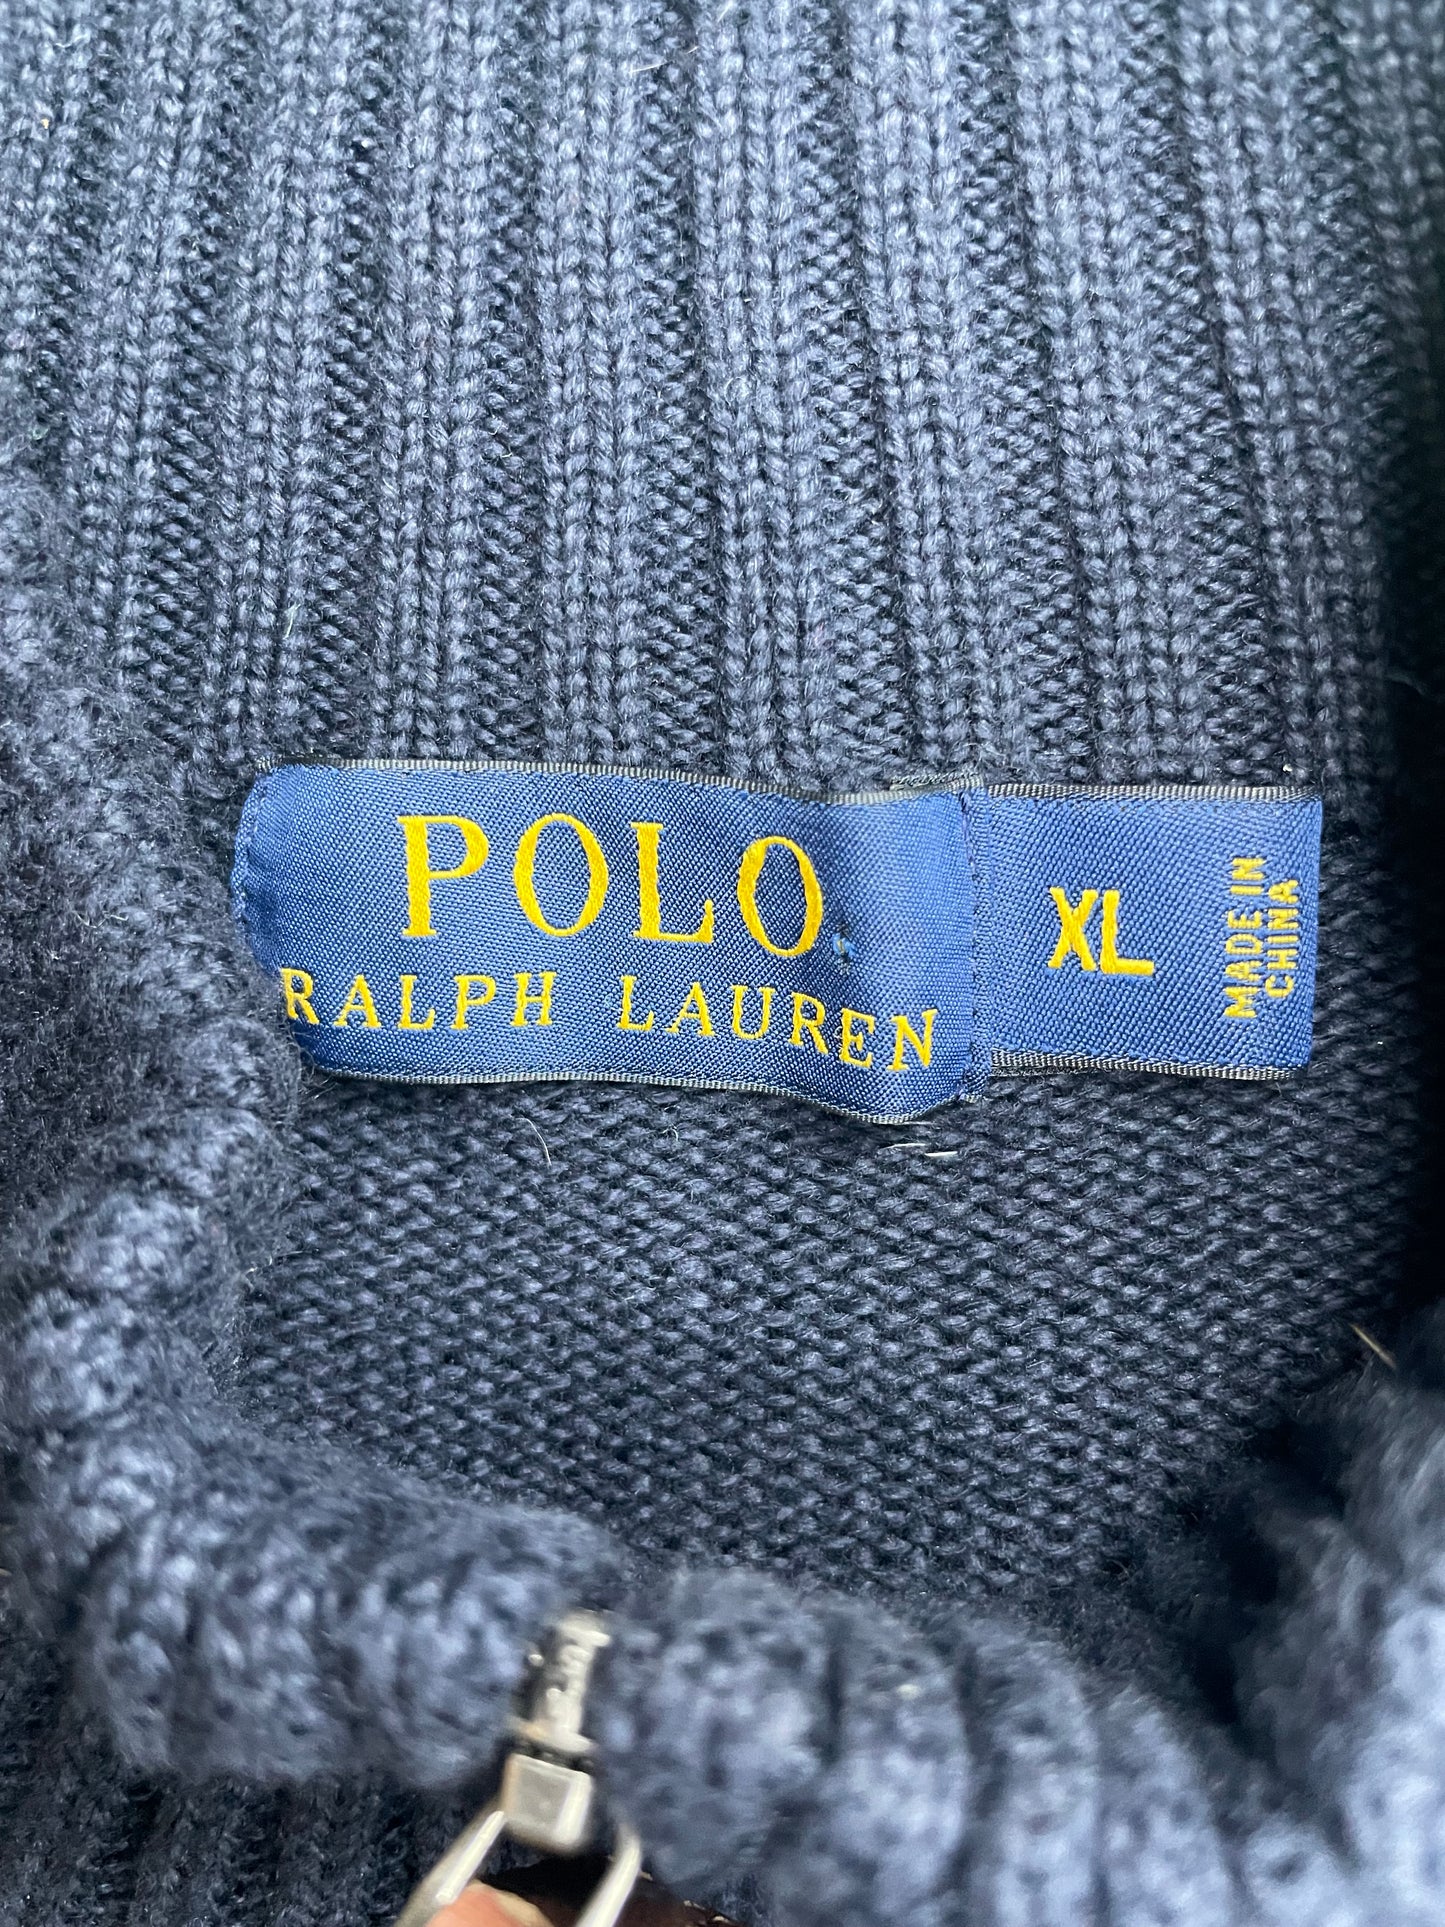 POLO
RALPH LAUREN
XL
MADE IN
CHINA